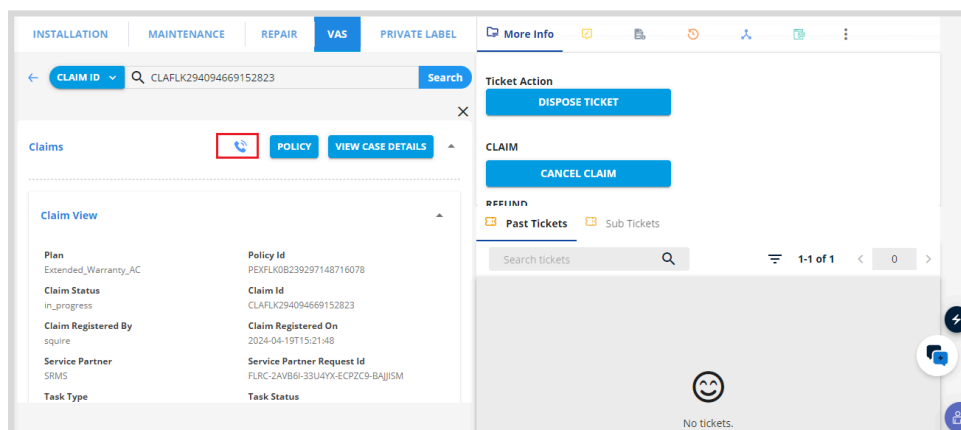 INSTALLATION MAINTENANCE REPAIR VAS PRIVATE LABEL
CLAIM ID CLAFLK294094669152823 Search
Claims POLICY VIEW CASE DETAILS
Claim View
Plan Policy Id
Extended_Warranty_AC PEXFLK0B239297148716078
Claim Status Claim Id
in_progress CLAFLK294094669152823
Claim Registered By Claim Registered On
squire 2024-04-19T15:21:48
Service Partner Service Partner Request Id
SRMS FLRC-2AVB6I-33U4YX-ECPZC9-BAJJISM
Task Type Task Status
More Info
Ticket Action
DISPOSE TICKET
CLAIM
CANCEL CLAIM
REFUND
Past Tickets Sub Tickets
Search tickets 1-1 of 1 0
No tickets.